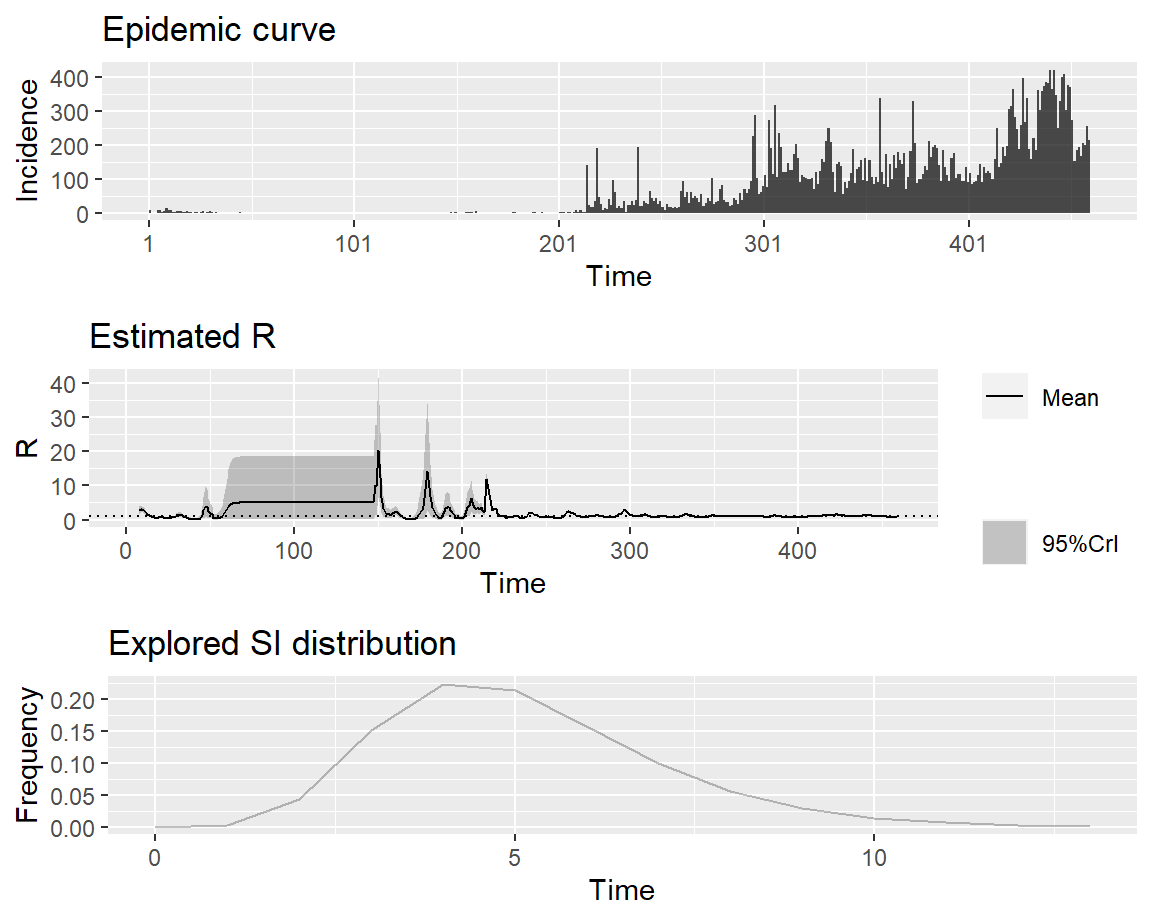 Epidemic curve
Incidence
400
300
200
100
0
1 101 201 301 401
Time
Estimated R
R
40
30
20
10
0
0 100 200 300 400
Time
Mean
95%CrI
Explored SI distribution
Frequency
0.20
0.15
0.10
0.05
0.00
0 5 10
Time